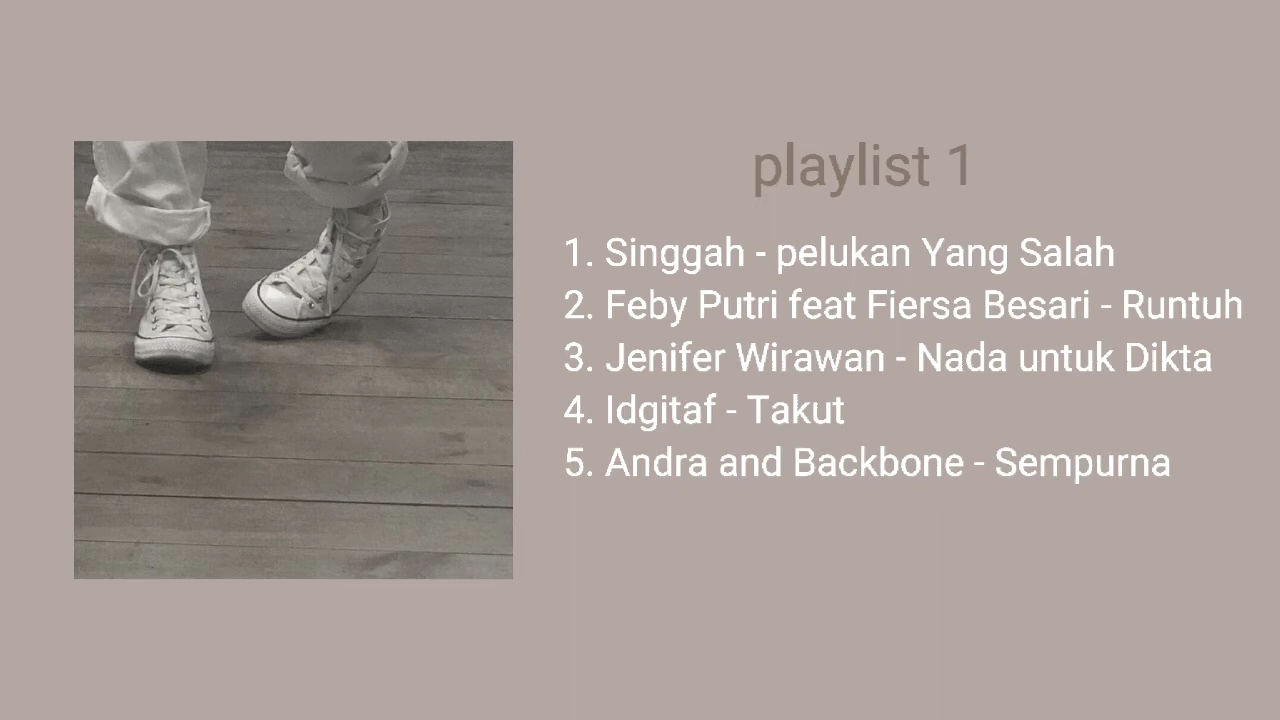 playlist 1
1. Singgah - pelukan Yang Salah
2. Feby Putri feat Fiersa Besari - Runtuh
3. Jenifer Wirawan - Nada untuk Dikta
4. Idgitaf - Takut
5. Andra and Backbone - Sempurna